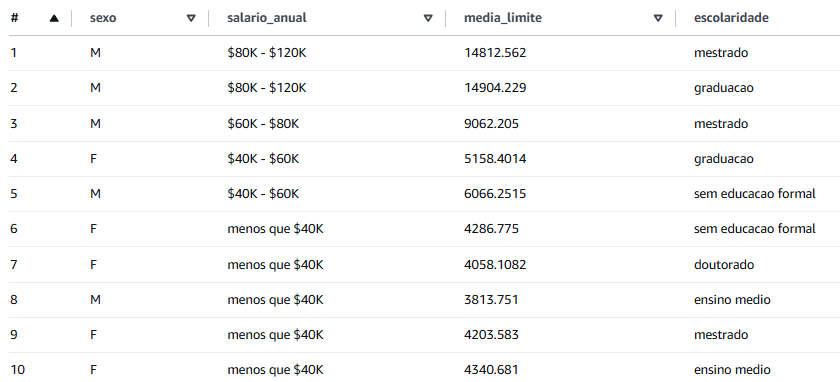 # sexo salario_anual media_limite escolaridade
1 M $80K - $120K 14812.562 mestrado
2 M $80K - $120K 14904.229 graduacao
3 M $60K - $80K 9062.205 mestrado
4 F $40K - $60K 5158.4014 graduacao
5 M $40K - $60K 6066.2515 sem educacao formal
6 F menos que $40K 4286.775 sem educacao formal
7 F menos que $40K 4058.1082 doutorado
8 M menos que $40K 3813.751 ensino medio
9 F menos que $40K 4203.583 mestrado
10 F menos que $40K 4340.681 ensino medio